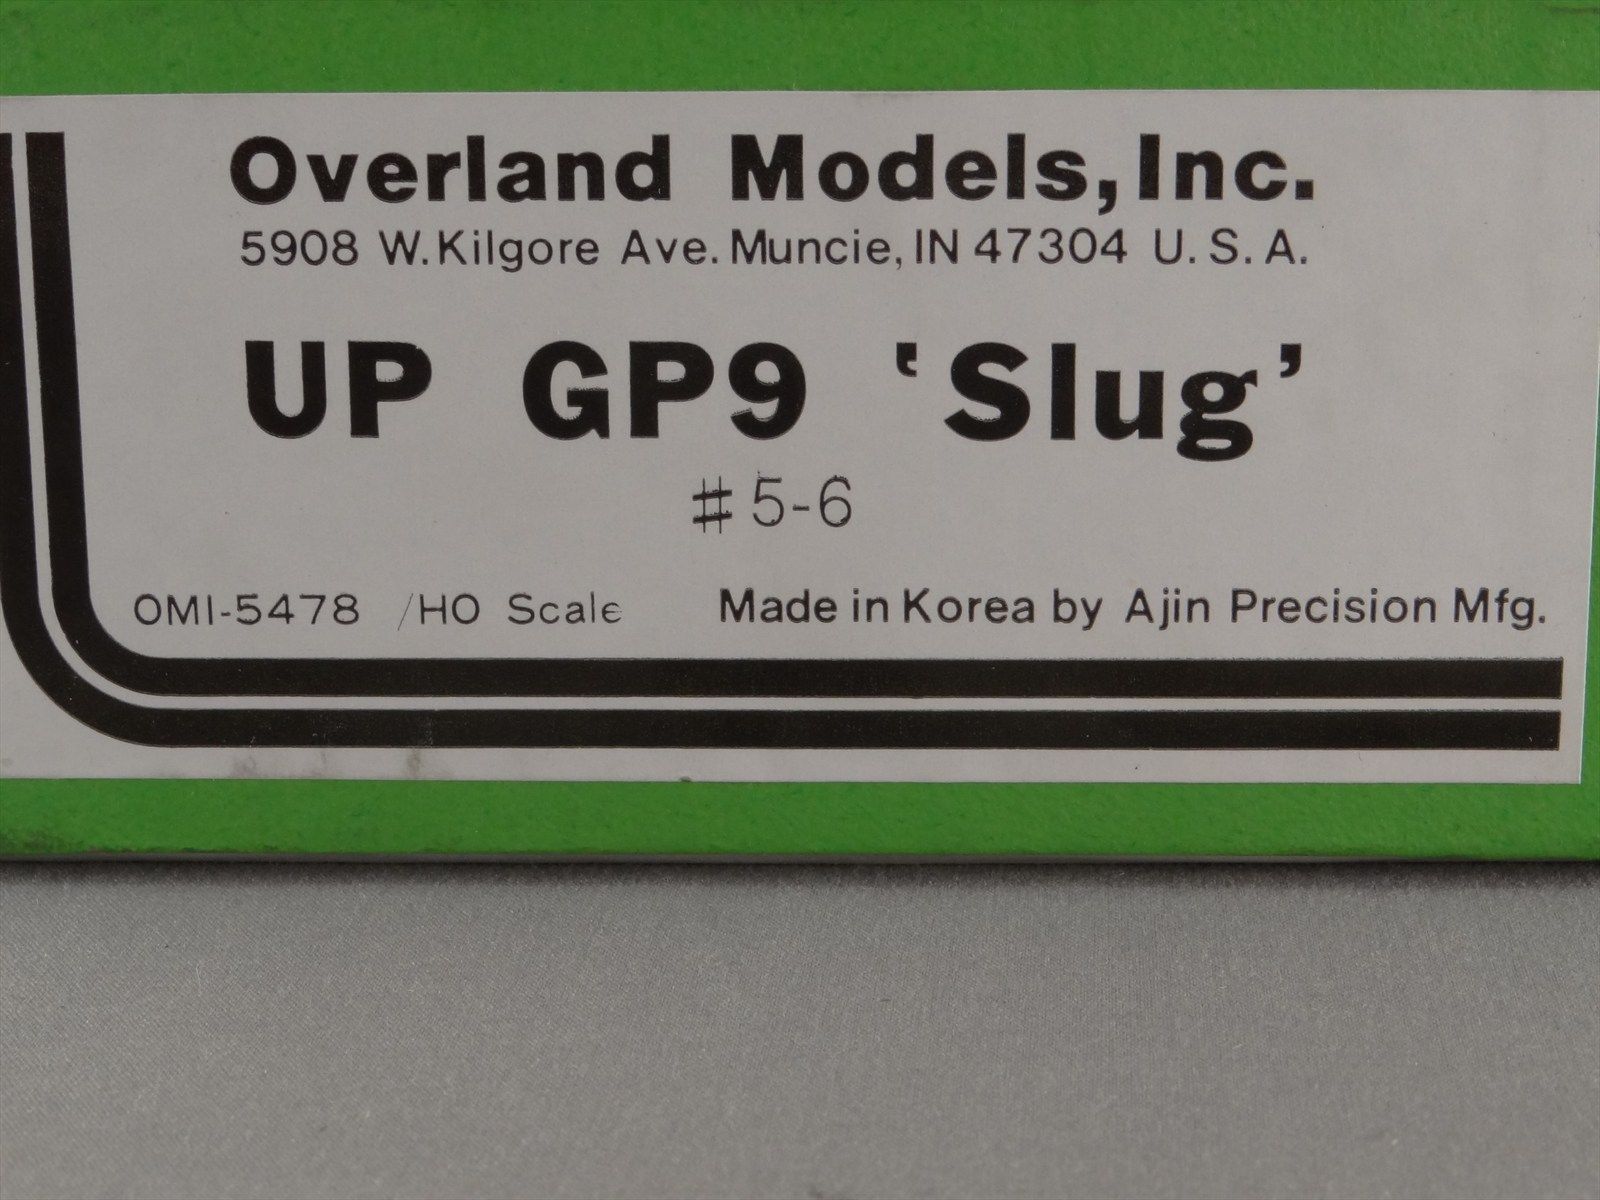 Overland Models, Inc.
5908 W. Kilgore Ave. Muncie, IN 47304 U.S.A.
UP GP9 'Slug'
#5-6
OMI-5478 /HO Scale Made in Korea by Ajin Precision Mfg.